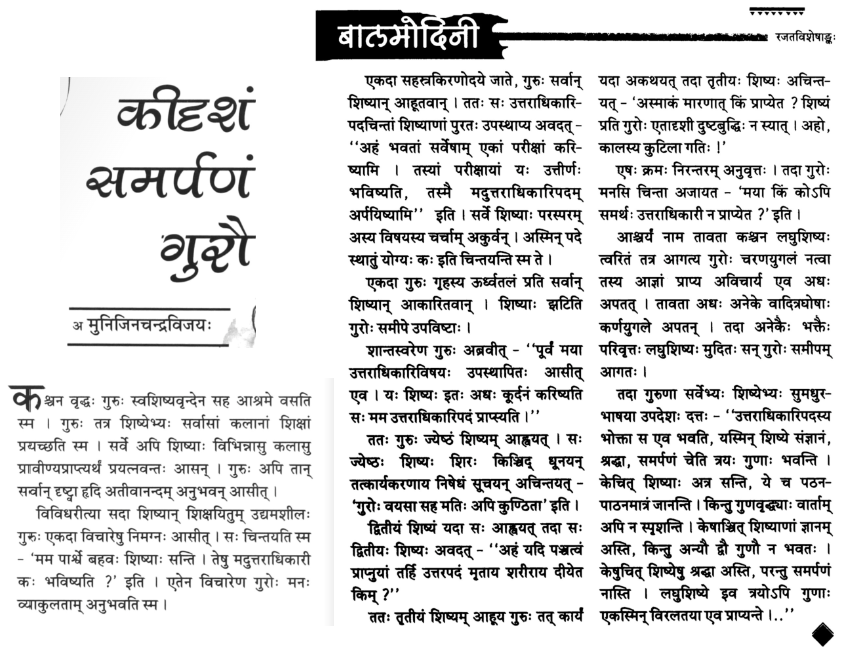 बालमोदिनी
रजतविशेषाङ्कः
कीदृशं
समर्पणं
गुरौ
अ मुनिजिनचन्द्रविजयः
कश्चन वृद्धः गुरुः स्वशिष्यवृन्देन सह आश्रमे वसति
स्म । गुरुः तत्र शिष्येभ्यः सर्वासां कलानां शिक्षां
प्रयच्छति स्म । सर्वे अपि शिष्याः विभिन्नासु कलासु
प्रावीण्यप्राप्त्यर्थं प्रयत्नवन्तः आसन् । गुरुः अपि तान्
सर्वान् दृष्ट्वा हृदि अतीवानन्दम् अनुभवन् आसीत् ।
विविधरीत्या सदा शिष्यान् शिक्षयितुम् उद्यमशीलः
गुरुः एकदा विचारेषु निमग्नः आसीत् । सः चिन्तयति स्म
- ‘मम पार्श्वे बहवः शिष्याः सन्ति । तेषु मदुत्तराधिकारी
कः भविष्यति ?’ इति । एतेन विचारेण गुरोः मनः
व्याकुलताम् अनुभवति स्म ।
एकदा सहस्रकिरणोदये जाते, गुरुः सर्वान्
शिष्यान् आहूतवान् । ततः सः उत्तराधिकारि-
पदचिन्तां शिष्याणां पुरतः उपस्थाप्य अवदत् -
‘‘अहं भवतां सर्वेषाम् एकां परीक्षां करि-
ष्यामि । तस्यां परीक्षायां यः उत्तीर्णः
भविष्यति, तस्मै मदुत्तराधिकारिपदम्
अर्पयिष्यामि’’ इति । सर्वे शिष्याः परस्परम्
अस्य विषयस्य चर्चाम् अकुर्वन् । अस्मिन् पदे
स्थातुं योग्यः कः इति चिन्तयन्ति स्म ते ।
एकदा गुरुः गृहस्य ऊर्ध्वतलं प्रति सर्वान्
शिष्यान् आकारितवान् । शिष्याः झटिति
गुरोः समीपे उपविष्टाः ।
शान्तस्वरेण गुरुः अब्रवीत् - ‘‘पूर्वं मया
उत्तराधिकारिविषयः उपस्थापितः आसीत्
एव । यः शिष्यः इतः अधः कूर्दनं करिष्यति
सः मम उत्तराधिकारिपदं प्राप्स्यति ।’’
ततः गुरुः ज्येष्ठं शिष्यम् आह्वयत् । सः
ज्येष्ठः शिष्यः शिरः किञ्चिद् धूनयन्
तत्कार्यकरणाय निषेधं सूचयन् अचिन्तयत् -
‘गुरोः वयसा सह मतिः अपि कुण्ठिता’ इति ।
द्वितीयं शिष्यं यदा सः आह्वयत् तदा सः
द्वितीयः शिष्यः अवदत् - ‘‘अहं यदि पञ्चत्वं
प्राप्नुयां तर्हि उत्तरपदं मृताय शरीराय दीयेत
किम् ?’’
ततः तृतीयं शिष्यम् आहूय गुरुः तत् कार्यं
यदा अकथयत् तदा तृतीयः शिष्यः अचिन्त-
यत् - ‘अस्माकं मारणात् किं प्राप्येत ? शिष्यं
प्रति गुरोः एतादृशी दुष्टबुद्धिः न स्यात् । अहो,
कालस्य कुटिला गतिः !’
एषः क्रमः निरन्तरम् अनुवृत्तः । तदा गुरोः
मनसि चिन्ता अजायत - ‘मया किं कोऽपि
समर्थः उत्तराधिकारी न प्राप्येत ?’ इति ।
आश्चर्यं नाम तावता कश्चन लघुशिष्यः
त्वरितं तत्र आगत्य गुरोः चरणयुगलं नत्वा
तस्य आज्ञां प्राप्य अविचार्य एव अधः
अपतत् । तावता अधः अनेके वादित्रघोषाः
कर्णयुगले अपतन् । तदा अनेकैः भक्तैः
परिवृत्तः लघुशिष्यः मुदितः सन् गुरोः समीपम्
आगतः ।
तदा गुरुणा सर्वेभ्यः शिष्येभ्यः सुमधुर-
भाषया उपदेशः दत्तः - ‘‘उत्तराधिकारिपदस्य
भोक्ता स एव भवति, यस्मिन् शिष्ये संज्ञानं,
श्रद्धा, समर्पणं चेति त्रयः गुणाः भवन्ति ।
केचित् शिष्याः अत्र सन्ति, ये च पठन-
पाठनमात्रं जानन्ति । किन्तु गुणवृद्ध्याः वार्ताम्
अपि न स्पृशन्ति । केषाञ्चित् शिष्याणां ज्ञानम्
अस्ति, किन्तु अन्यौ द्वौ गुणौ न भवतः ।
केषुचित् शिष्येषु श्रद्धा अस्ति, परन्तु समर्पणं
नास्ति । लघुशिष्ये इव त्रयोऽपि गुणाः
एकस्मिन् विरलतया एव प्राप्यन्ते ।..’’